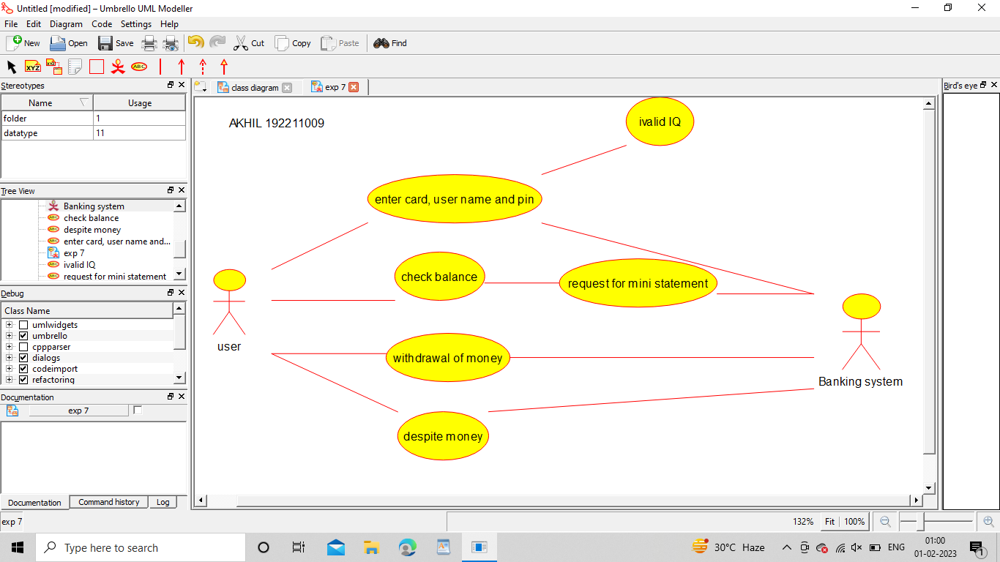 Untitled [modified] – Umbrello UML Modeller
File Edit Diagram Code Settings Help
New Open Save Cut Copy Paste Find
XYZ XYZ ABC
Stereotypes
Name Usage
folder 1
datatype 11
Tree View
Banking system
check balance
despite money
enter card, user name and...
exp 7
ivalid IQ
request for mini statement
Debug
Class Name
umlwidgets
umbrello
cppparser
dialogs
codeimport
refactoring
Documentation
exp 7
Documentation Command history Log
exp 7
class diagram exp 7
AKHIL 192211009
ivalid IQ
enter card, user name and pin
check balance
request for mini statement
user
withdrawal of money
Banking system
despite money
Bird's eye
132% Fit 100%
Type here to search
30°C Haze
ENG
01:00
01-02-2023
1